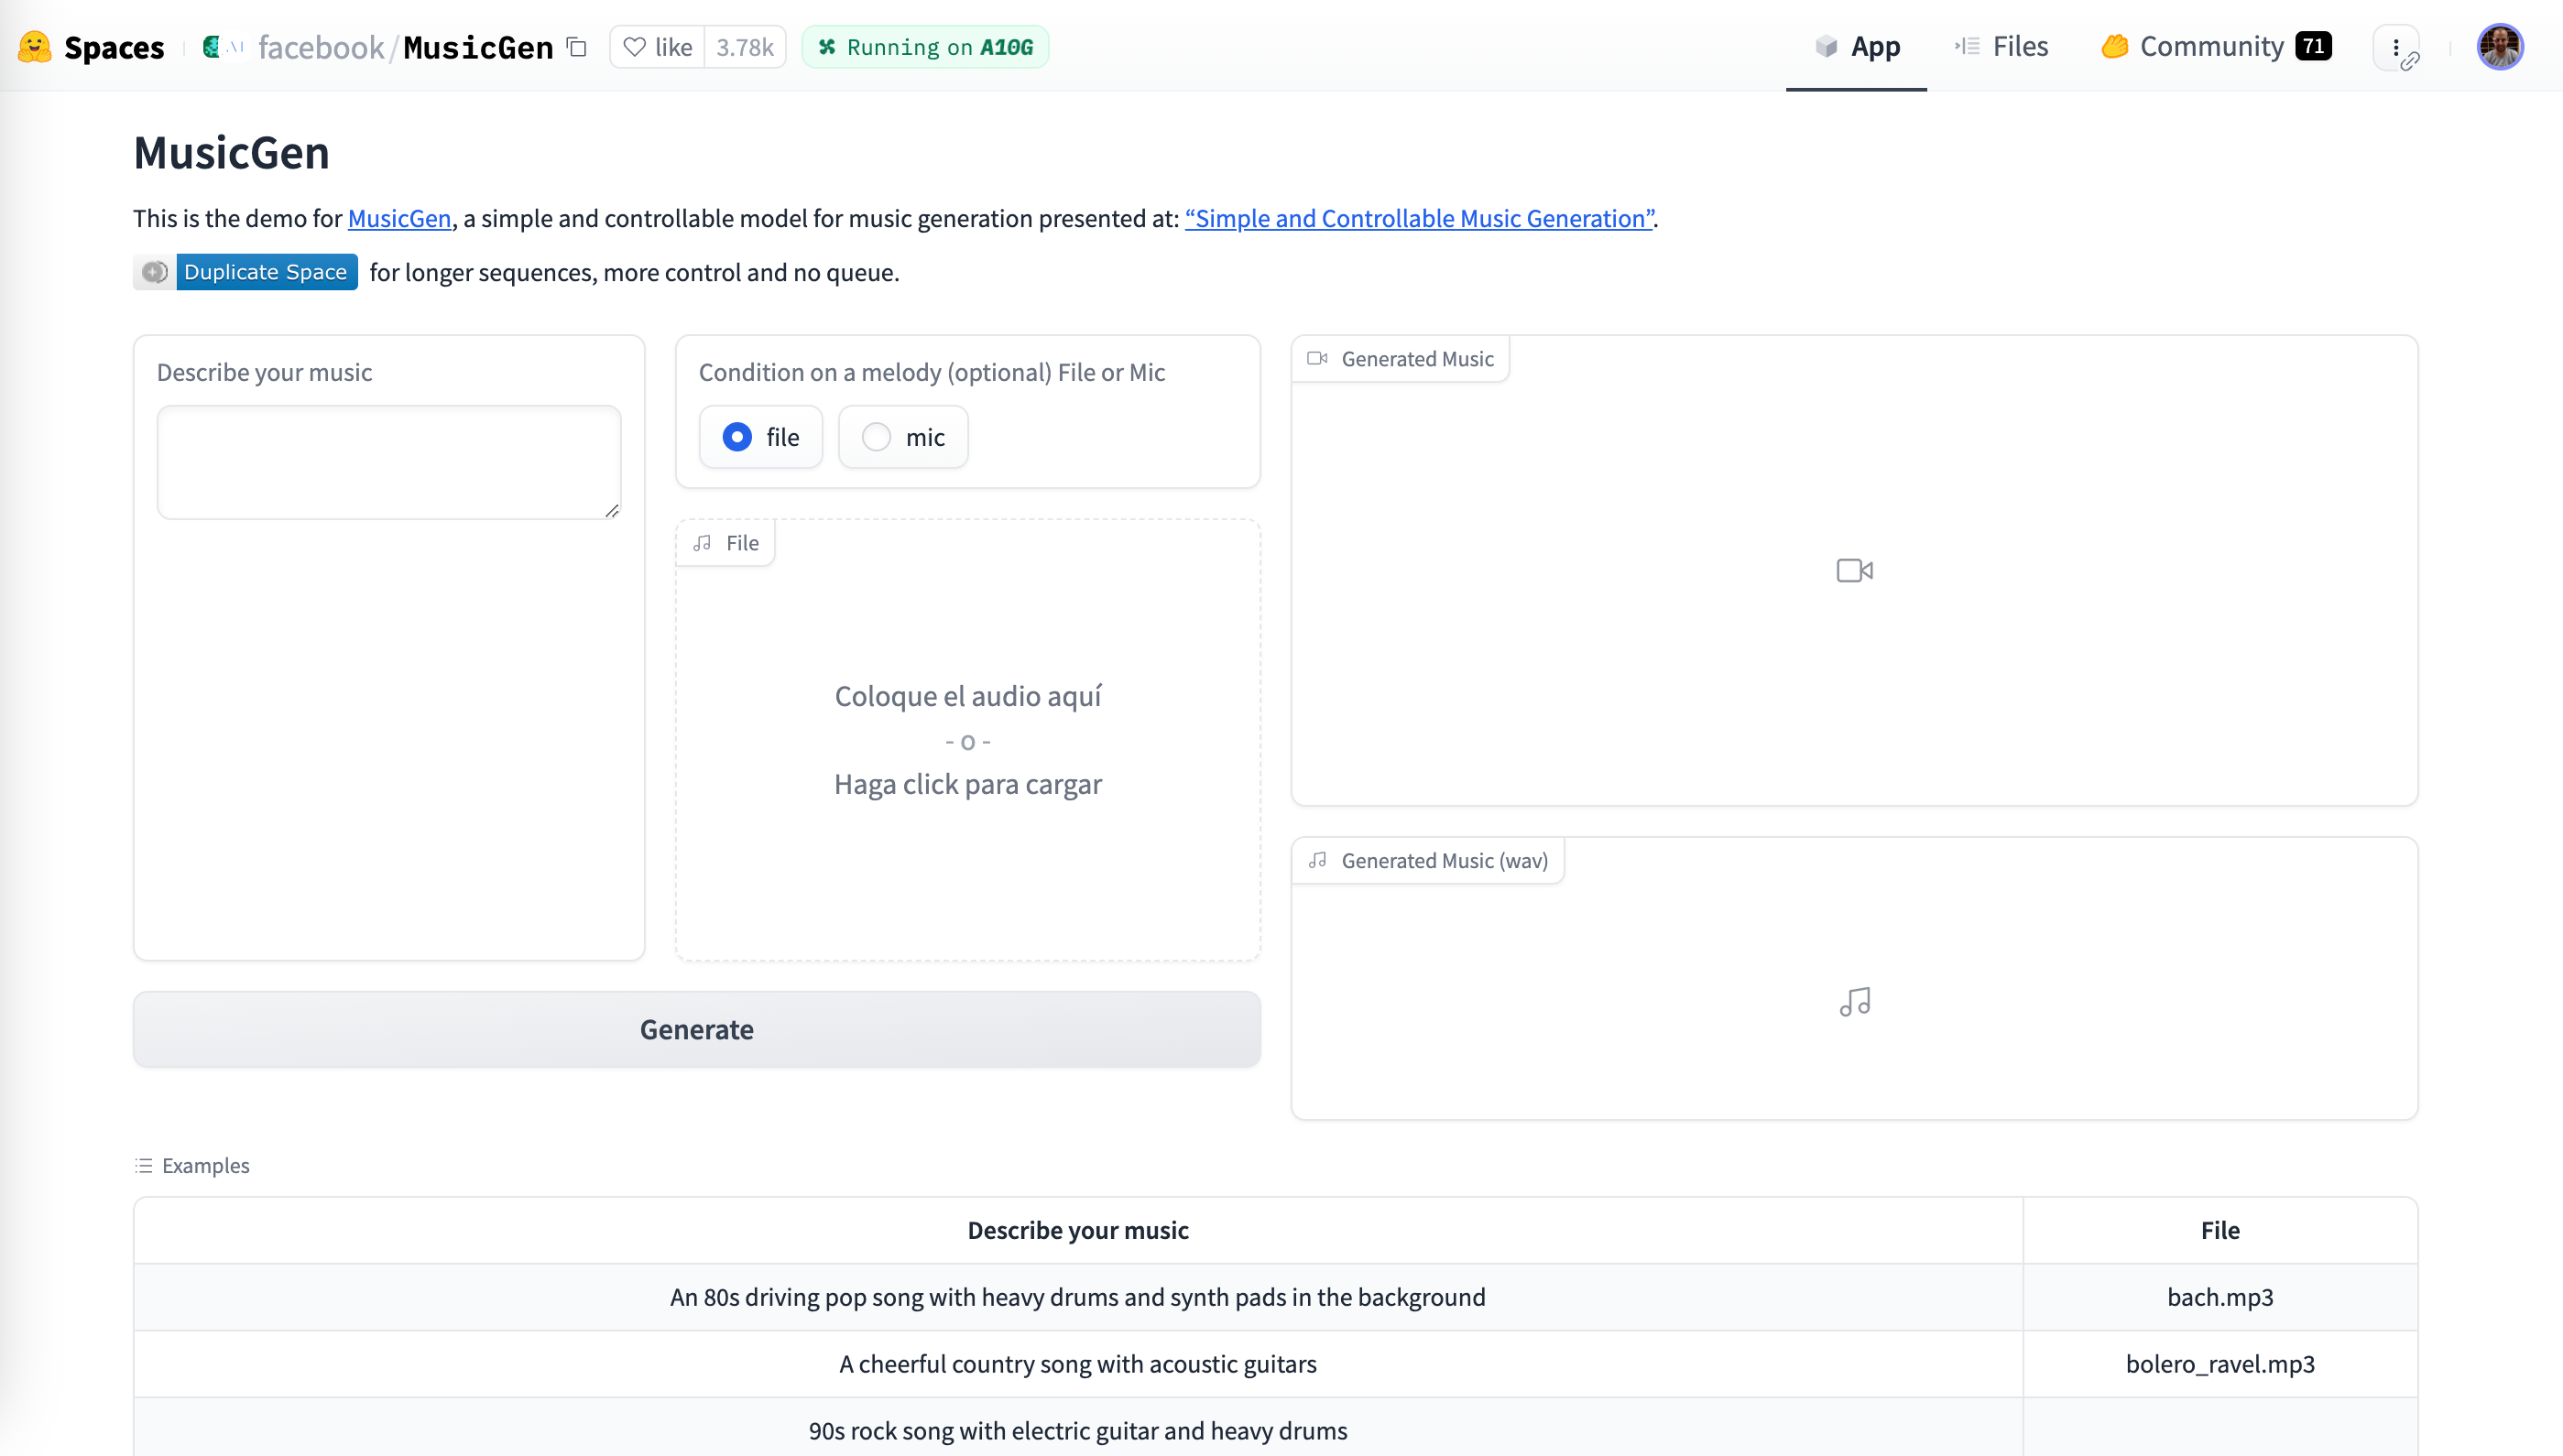 Spaces
facebook/MusicGen
like 3.78k
Running on A10G
App
Files
Community 71
MusicGen
This is the demo for MusicGen, a simple and controllable model for music generation presented at: “Simple and Controllable Music Generation”.
Duplicate Space for longer sequences, more control and no queue.
Describe your music
Condition on a melody (optional) File or Mic
file
mic
File
Coloque el audio aquí
- o -
Haga click para cargar
Generate
Generated Music
Generated Music (wav)
Examples
Describe your music File
An 80s driving pop song with heavy drums and synth pads in the background bach.mp3
A cheerful country song with acoustic guitars bolero_ravel.mp3
90s rock song with electric guitar and heavy drums